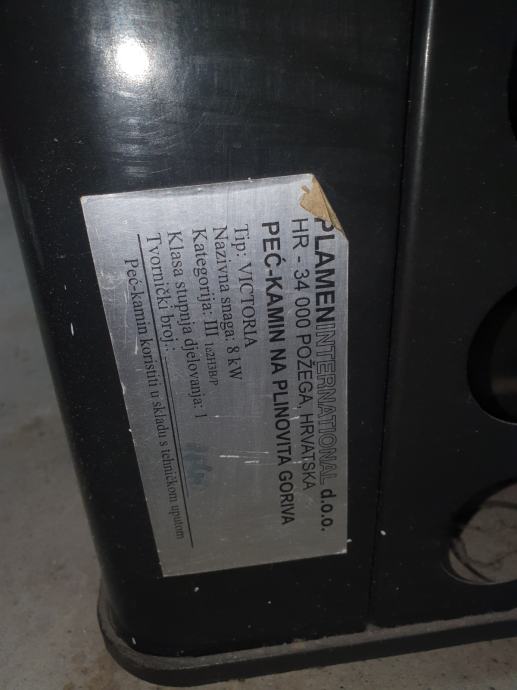 PLAMENINTERNATIONAL d.o.o.
HR - 34 000 POŽEGA, HRVATSKA
PEĆ-KAMIN NA PLINOVITA GORIVA
Tip: VICTORIA
Nazivna snaga: 8 kW
Kategorija: III 1a2H3B/P
Klasa stupnja djelovanja: 1
Tvornički broj.:
Peć-kamin koristiti u skladu s tehničkom uputom